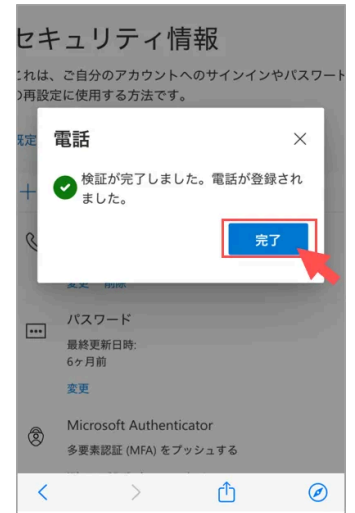 セキュリティ情報
これは、ご自分のアカウントへのサインインやパスワード
の再設定に使用する方法です。
既定
電話
検証が完了しました。電話が登録され
ました。
完了
変更 削除
パスワード
最終更新日時:
6ヶ月前
変更
Microsoft Authenticator
多要素認証 (MFA) をプッシュする